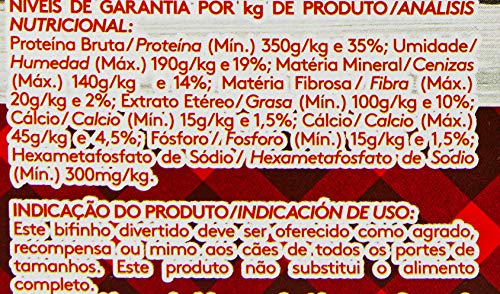 NÍVEIS DE GARANTIA POR kg DE PRODUTO/ANÁLISIS
NUTRICIONAL:
Proteína Bruta/Proteína (Mín.) 350g/kg e 35%; Umidade/
Humedad (Máx.) 190g/kg e 19%; Matéria Mineral/Cenizas
(Máx.) 140g/kg e 14%; Matéria Fibrosa/Fibra (Máx.)
20g/kg e 2%; Extrato Etéreo/Grasa (Mín.) 100g/kg e 10%;
Cálcio/Calcio (Mín.) 15g/kg e 1,5%; Cálcio/Calcio (Máx.)
45g/kg e 4,5%; Fósforo/Fosforo (Mín.) 15g/kg e 1,5%;
Hexametafosfato de Sódio/Hexametafosfato de Sodio
(Mín.) 300mg/kg.
INDICAÇÃO DO PRODUTO/INDICACIÓN DE USO:
Este bifinho divertido deve ser oferecido como agrado,
recompensa ou mimo aos cães de todos os portes de
tamanhos. Este produto não substitui o alimento
completo.